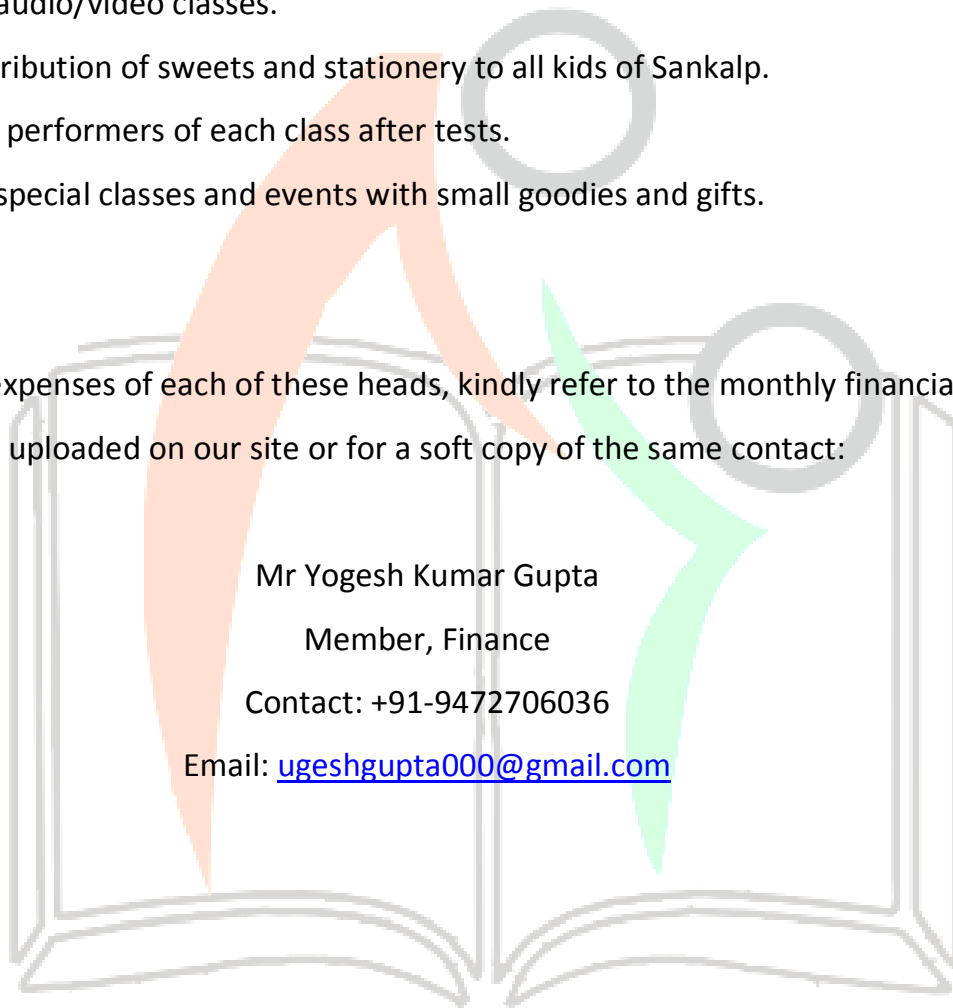 audio/video classes.
ribution of sweets and stationery to all kids of Sankalp.
performers of each class after tests.
special classes and events with small goodies and gifts.
expenses of each of these heads, kindly refer to the monthly financia
uploaded on our site or for a soft copy of the same contact:
Mr Yogesh Kumar Gupta
Member, Finance
Contact: +91-9472706036
Email: ugeshgupta000@gmail.com